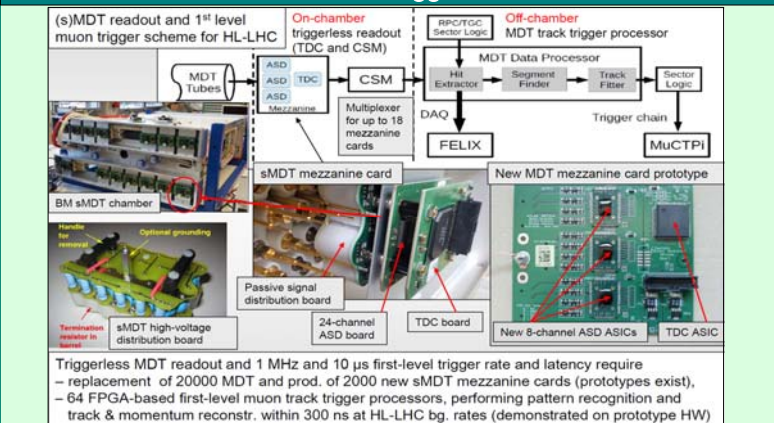 (s)MDT readout and 1st level
muon trigger scheme for HL-LHC
On-chamber
triggerless readout
(TDC and CSM)
Off-chamber
MDT track trigger processor
RPC/TGC
Sector Logic
MDT Data Processor
MDT
Tubes
ASD
ASD
ASD
TDC
Mezzanine
CSM
Hit
Extractor
Segment
Finder
Track
Fitter
Sector
Logic
Multiplexer
for up to 18
mezzanine
cards
DAQ
Trigger chain
FELIX
MuCTPi
sMDT mezzanine card
New MDT mezzanine card prototype
BM sMDT chamber
Handle
for
removal
Optional grounding
Termination
resistor in
barrel
sMDT high-voltage
distribution board
Passive signal
distribution board
24-channel
ASD board
TDC board
New 8-channel ASD ASICs
TDC ASIC
Triggerless MDT readout and 1 MHz and 10 µs first-level trigger rate and latency require
– replacement of 20000 MDT and prod. of 2000 new sMDT mezzanine cards (prototypes exist),
– 64 FPGA-based first-level muon track trigger processors, performing pattern recognition and
track & momentum reconstr. within 300 ns at HL-LHC bg. rates (demonstrated on prototype HW)